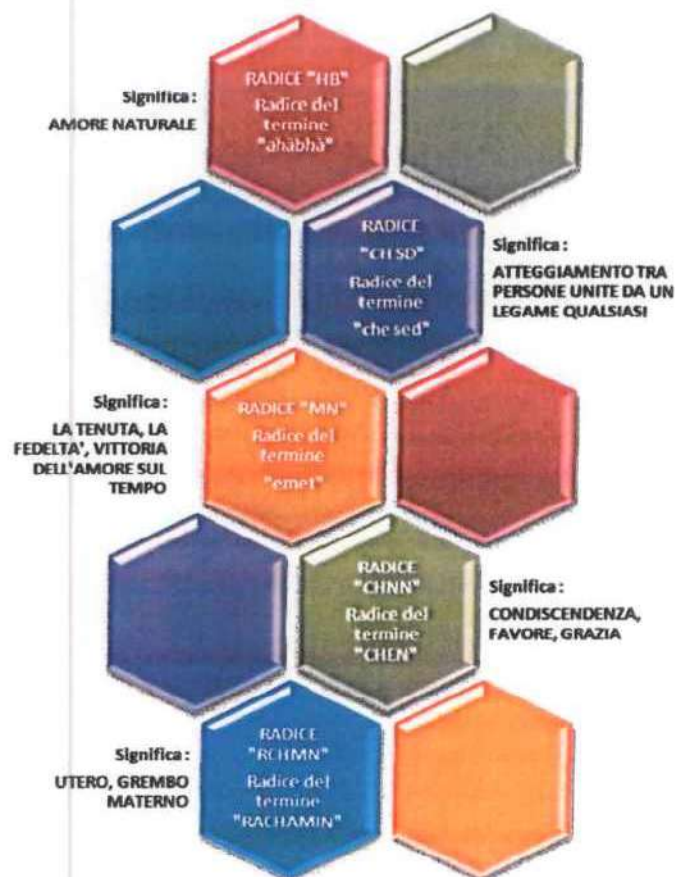 Significa:
AMORE NATURALE
RADICE "HB"
Radice del
termine
"ahàbhà"
RADICE
"CH SD"
Radice del
termine
"che sed"
Significa:
ATTEGGIAMENTO TRA
PERSONE UNITE DA UN
LEGAME QUALSIASI
Significa:
LA TENUTA, LA
FEDELTA', VITTORIA
DELL'AMORE SUL
TEMPO
RADICE "MN"
Radice del
termine
"emet"
RADICE
"CHNN"
Radice del
termine
"CHEN"
Significa:
CONDISCENDENZA,
FAVORE, GRAZIA
Significa:
UTERO, GREMBO
MATERNO
RADICE
"RCHMN"
Radice del
termine
"RACHAMIN"